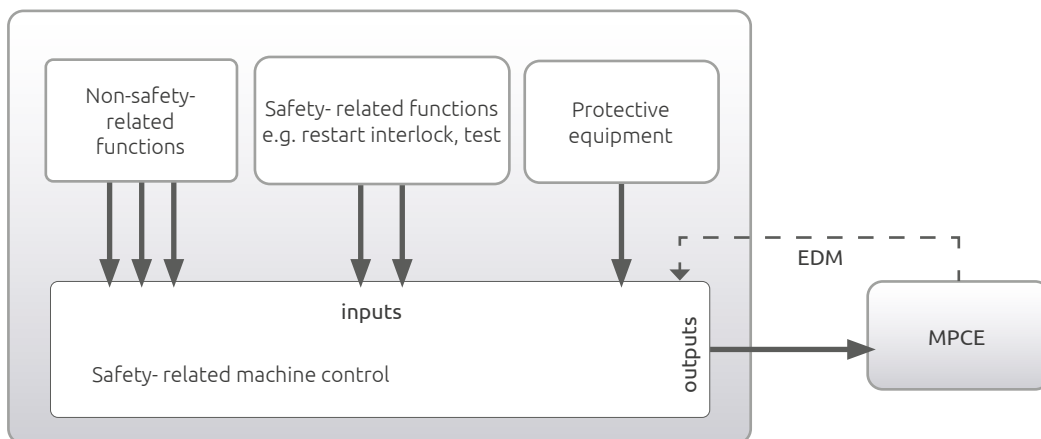 Non-safety-
related
functions
Safety- related functions
e.g. restart interlock, test
Protective
equipment
EDM
inputs
outputs
MPCE
Safety- related machine control